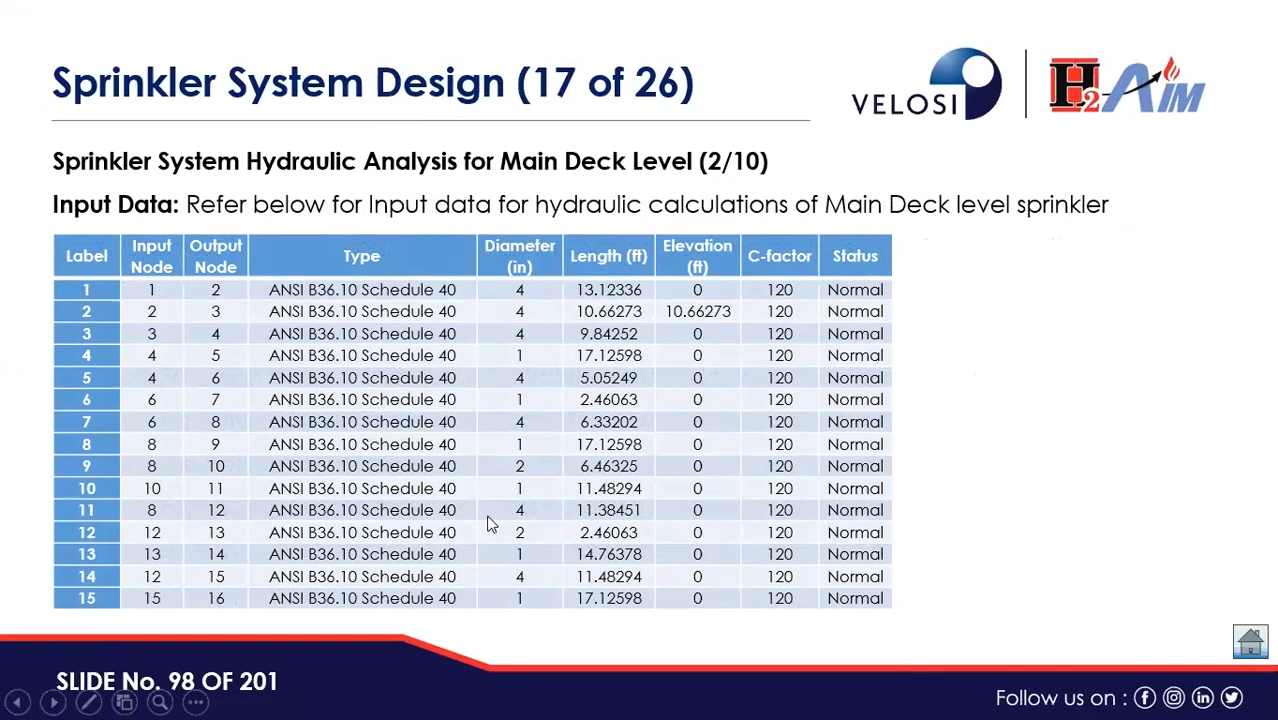 Sprinkler System Design (17 of 26)
VELOSI
H2 AIM
Sprinkler System Hydraulic Analysis for Main Deck Level (2/10)
Input Data: Refer below for Input data for hydraulic calculations of Main Deck level sprinkler
Label Input Node Output Node Type Diameter (in) Length (ft) Elevation (ft) C-factor Status
1 1 2 ANSI B36.10 Schedule 40 4 13.12336 0 120 Normal
2 2 3 ANSI B36.10 Schedule 40 4 10.66273 10.66273 120 Normal
3 3 4 ANSI B36.10 Schedule 40 4 9.84252 0 120 Normal
4 4 5 ANSI B36.10 Schedule 40 1 17.12598 0 120 Normal
5 4 6 ANSI B36.10 Schedule 40 4 5.05249 0 120 Normal
6 6 7 ANSI B36.10 Schedule 40 1 2.46063 0 120 Normal
7 6 8 ANSI B36.10 Schedule 40 4 6.33202 0 120 Normal
8 8 9 ANSI B36.10 Schedule 40 1 17.12598 0 120 Normal
9 8 10 ANSI B36.10 Schedule 40 2 6.46325 0 120 Normal
10 10 11 ANSI B36.10 Schedule 40 1 11.48294 0 120 Normal
11 8 12 ANSI B36.10 Schedule 40 4 11.38451 0 120 Normal
12 12 13 ANSI B36.10 Schedule 40 2 2.46063 0 120 Normal
13 13 14 ANSI B36.10 Schedule 40 1 14.76378 0 120 Normal
14 12 15 ANSI B36.10 Schedule 40 4 11.48294 0 120 Normal
15 15 16 ANSI B36.10 Schedule 40 1 17.12598 0 120 Normal
SLIDE No. 98 OF 201
Follow us on :